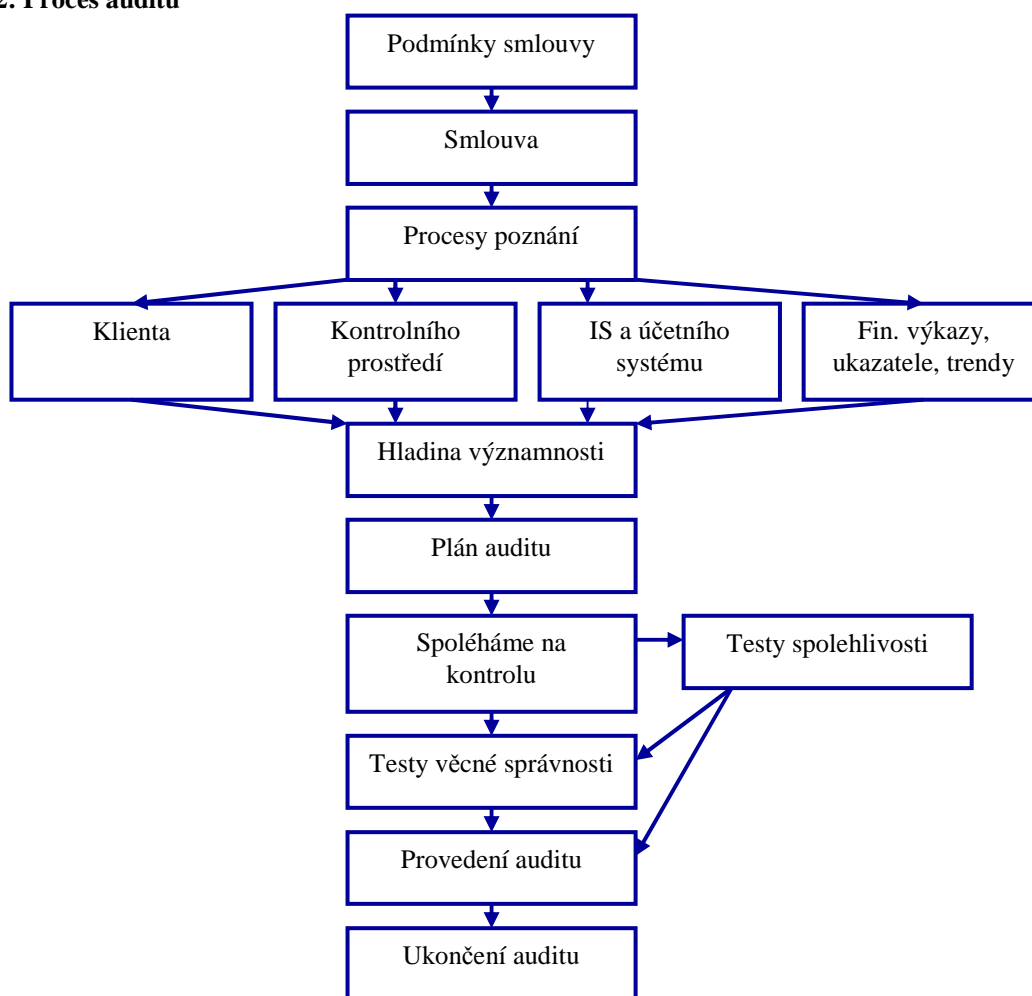 2. Proces auditu
Podmínky smlouvy
Smlouva
Procesy poznání
Klienta
Kontrolního
prostředí
IS a účetního
systému
Fin. výkazy,
ukazatele, trendy
Hladina významnosti
Plán auditu
Spoléháme na
kontrolu
Testy spolehlivosti
Testy věcné správnosti
Provedení auditu
Ukončení auditu